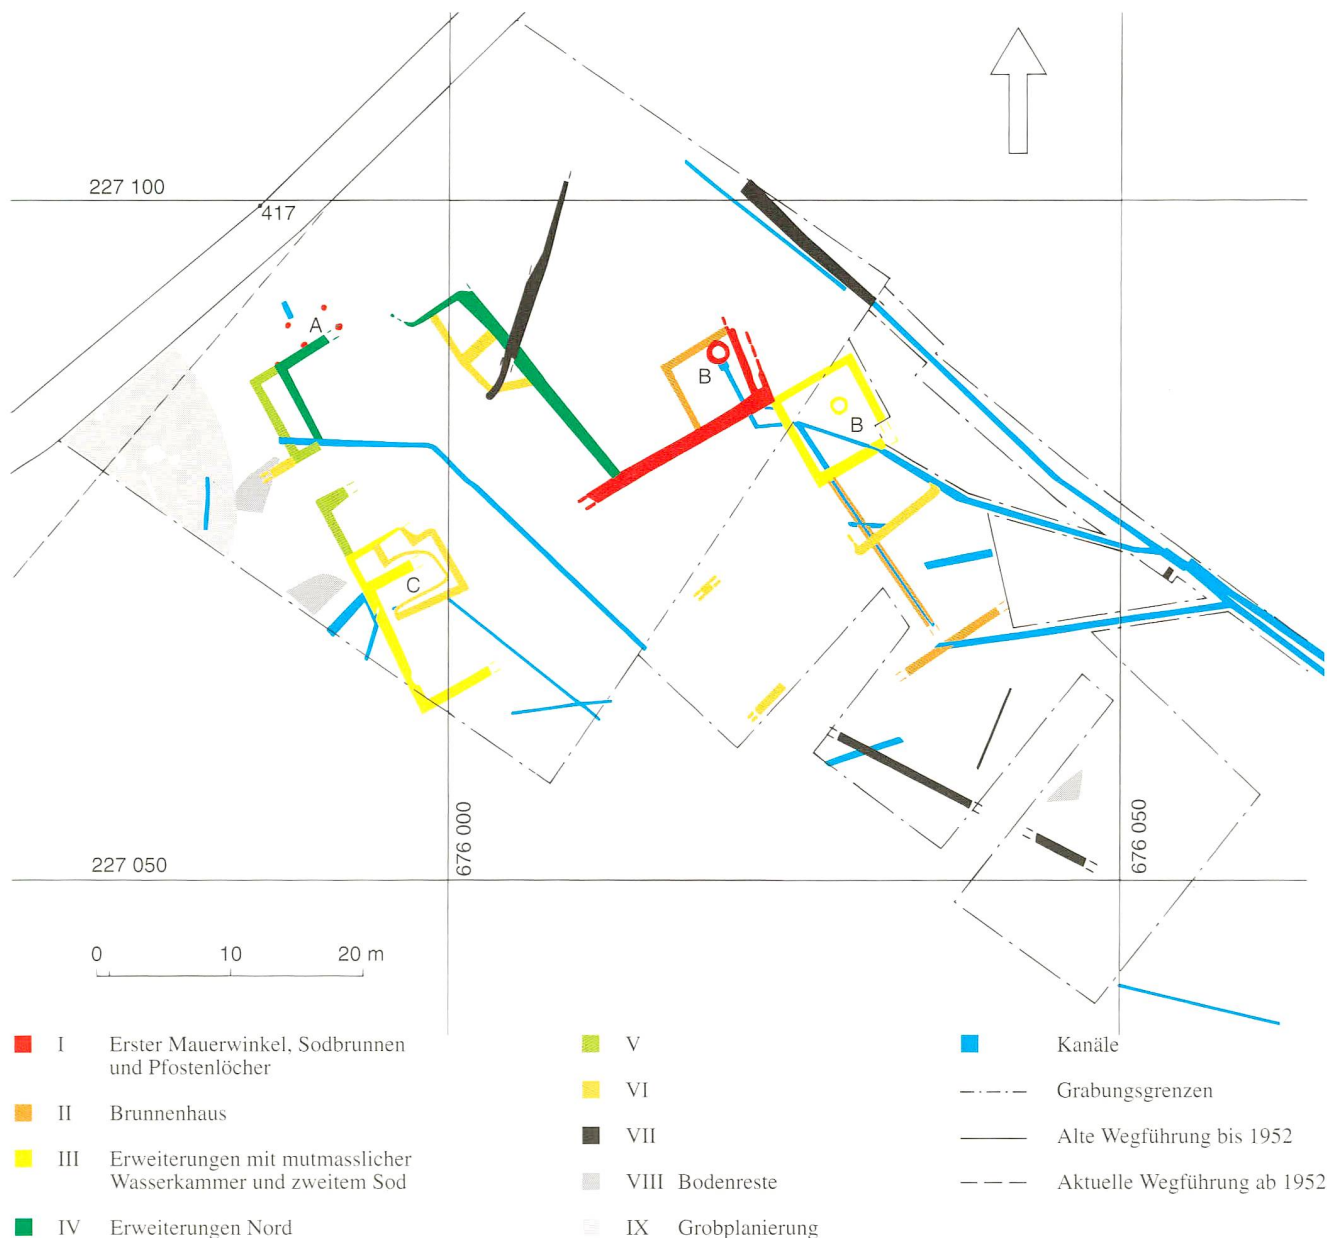 227 100
417
A
B
B
C
676 000
676 050
227 050
0 10 20 m
I Erster Mauerwinkel, Sodbrunnen
und Pfostenlöcher
II Brunnenhaus
III Erweiterungen mit mutmasslicher
Wasserkammer und zweitem Sod
IV Erweiterungen Nord
V
VI
VII
VIII Bodenreste
IX Grobplanierung
Kanäle
Grabungsgrenzen
Alte Wegführung bis 1952
Aktuelle Wegführung ab 1952